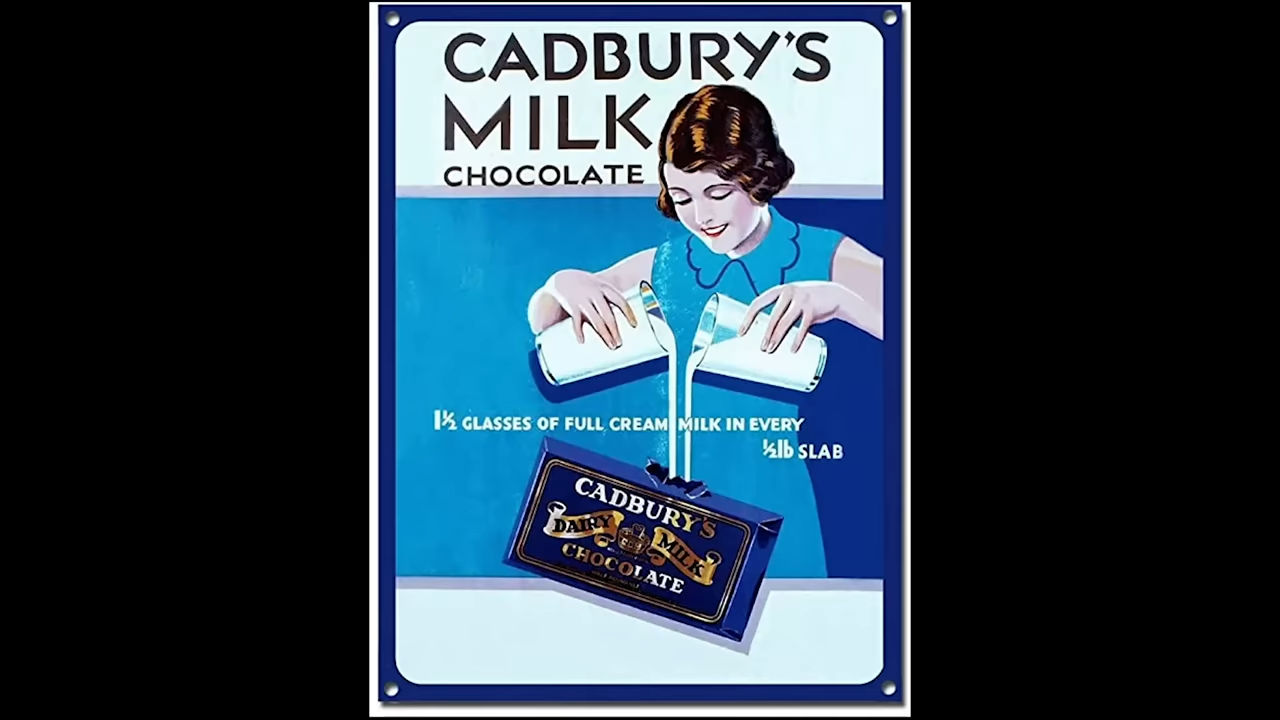 CADBURY'S
MILK
CHOCOLATE
1½ GLASSES OF FULL CREAM MILK IN EVERY
½lb SLAB
CADBURY'S
DAIRY MILK
CHOCOLATE